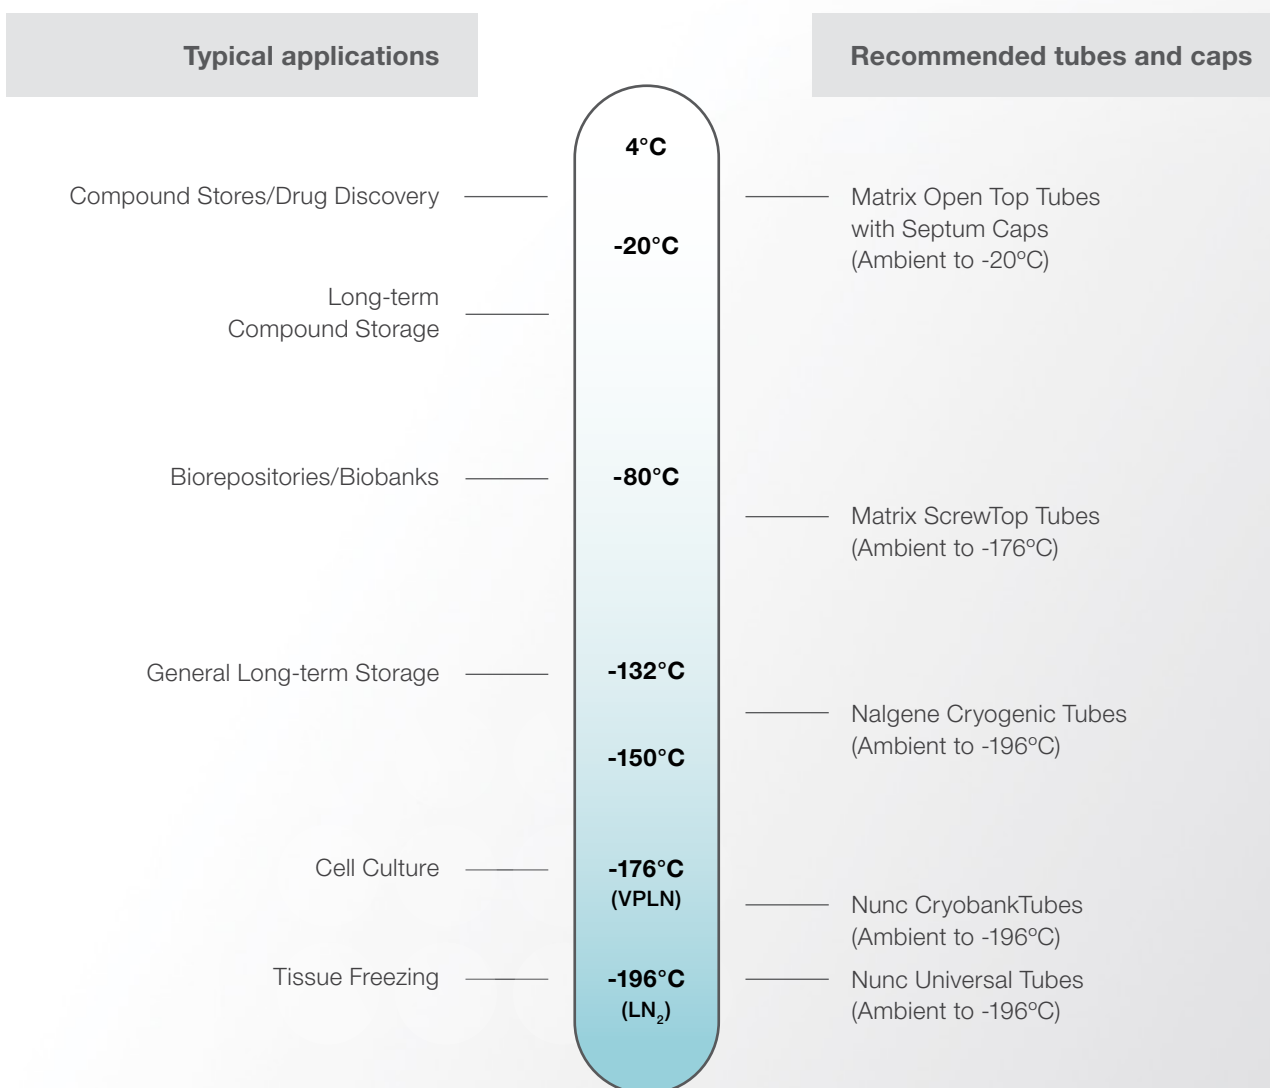 Typical applications
Recommended tubes and caps
4°C
Compound Stores/Drug Discovery
Matrix Open Top Tubes
with Septum Caps
(Ambient to -20ºC)
-20°C
Long-term
Compound Storage
Biorepositories/Biobanks
-80°C
Matrix ScrewTop Tubes
(Ambient to -176ºC)
General Long-term Storage
-132°C
Nalgene Cryogenic Tubes
(Ambient to -196ºC)
-150°C
Cell Culture
-176°C
(VPLN)
Nunc CryobankTubes
(Ambient to -196ºC)
Tissue Freezing
-196°C
(LN₂)
Nunc Universal Tubes
(Ambient to -196ºC)